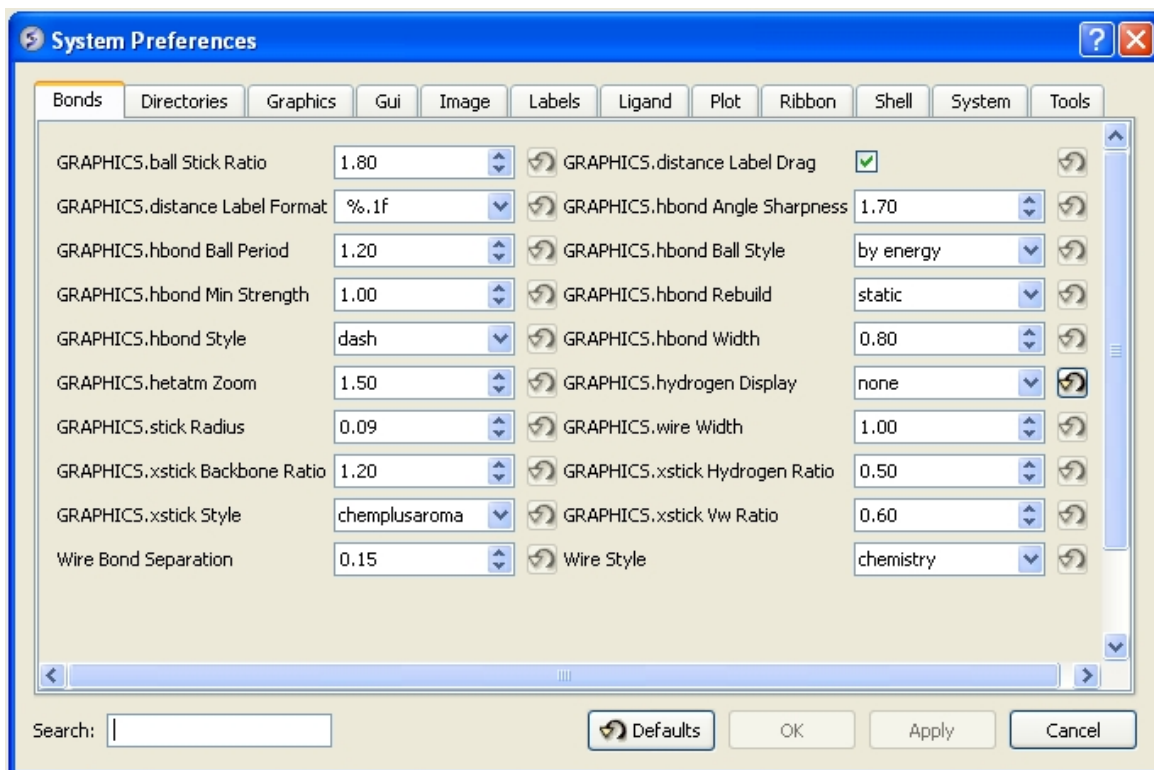 System Preferences
Bonds Directories Graphics Gui Image Labels Ligand Plot Ribbon Shell System Tools
GRAPHICS.ball Stick Ratio 1.80 GRAPHICS.distance Label Drag
GRAPHICS.distance Label Format %.1f GRAPHICS.hbond Angle Sharpness 1.70
GRAPHICS.hbond Ball Period 1.20 GRAPHICS.hbond Ball Style by energy
GRAPHICS.hbond Min Strength 1.00 GRAPHICS.hbond Rebuild static
GRAPHICS.hbond Style dash GRAPHICS.hbond Width 0.80
GRAPHICS.hetatm Zoom 1.50 GRAPHICS.hydrogen Display none
GRAPHICS.stick Radius 0.09 GRAPHICS.wire Width 1.00
GRAPHICS.xstick Backbone Ratio 1.20 GRAPHICS.xstick Hydrogen Ratio 0.50
GRAPHICS.xstick Style chemplusaroma GRAPHICS.xstick Vw Ratio 0.60
Wire Bond Separation 0.15 Wire Style chemistry
Search: Defaults OK Apply Cancel